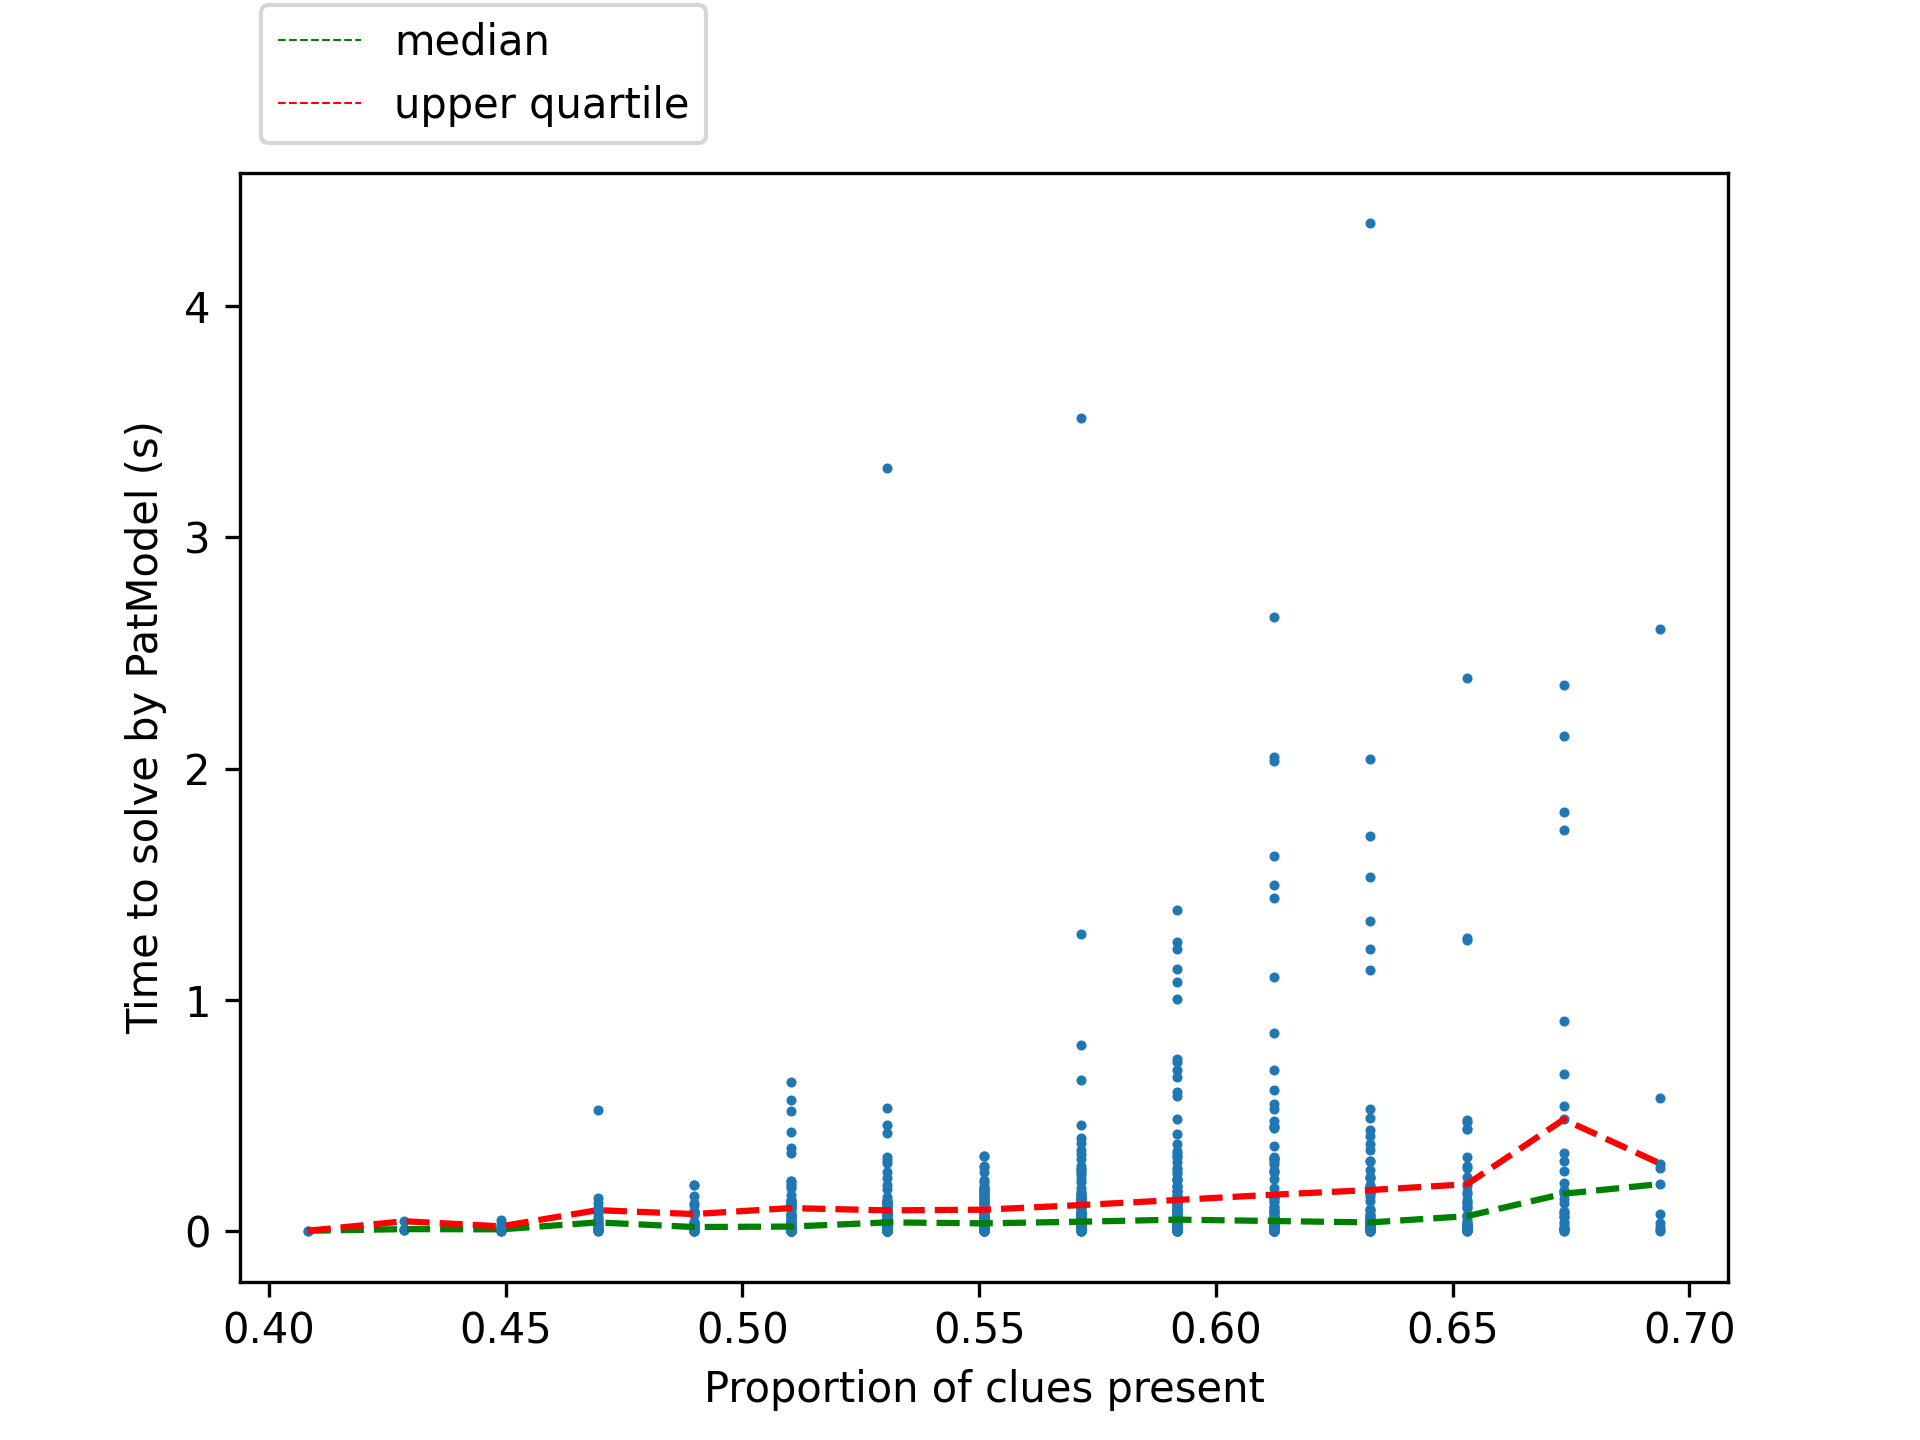 median
upper quartile
4
3
2
1
0
Time to solve by PatModel (s)
0.40 0.45 0.50 0.55 0.60 0.65 0.70
Proportion of clues present